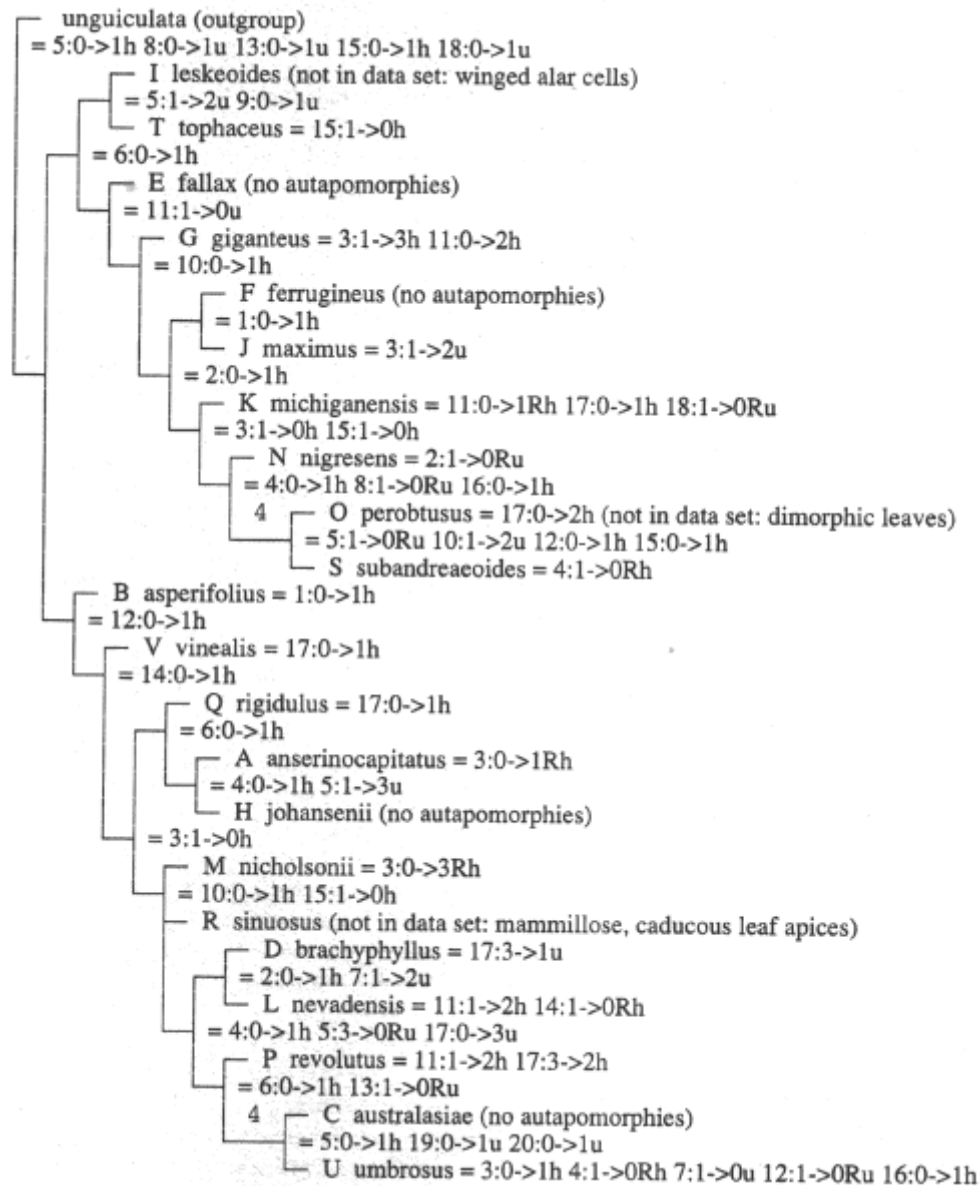 unguiculata (outgroup)
= 5:0->1h 8:0->1u 13:0->1u 15:0->1h 18:0->1u
I leskeoides (not in data set: winged alar cells)
= 5:1->2u 9:0->1u
T tophaceus = 15:1->0h
= 6:0->1h
E fallax (no autapomorphies)
= 11:1->0u
G giganteus = 3:1->3h 11:0->2h
= 10:0->1h
F ferrugineus (no autapomorphies)
= 1:0->1h
J maximus = 3:1->2u
= 2:0->1h
K michiganensis = 11:0->1Rh 17:0->1h 18:1->0Ru
= 3:1->0h 15:1->0h
N nigresens = 2:1->0Ru
= 4:0->1h 8:1->0Ru 16:0->1h
4 O perobtusus = 17:0->2h (not in data set: dimorphic leaves)
= 5:1->0Ru 10:1->2u 12:0->1h 15:0->1h
S subandreaeoides = 4:1->0Rh
B asperifolius = 1:0->1h
= 12:0->1h
V vinealis = 17:0->1h
= 14:0->1h
Q rigidulus = 17:0->1h
= 6:0->1h
A anserinocapitatus = 3:0->1Rh
= 4:0->1h 5:1->3u
H johansenii (no autapomorphies)
= 3:1->0h
M nicholsonii = 3:0->3Rh
= 10:0->1h 15:1->0h
R sinuosus (not in data set: mammillose, caducous leaf apices)
D brachyphyllus = 17:3->1u
= 2:0->1h 7:1->2u
L nevadensis = 11:1->2h 14:1->0Rh
= 4:0->1h 5:3->0Ru 17:0->3u
P revolutus = 11:1->2h 17:3->2h
= 6:0->1h 13:1->0Ru
4 C australasiae (no autapomorphies)
= 5:0->1h 19:0->1u 20:0->1u
U umbrosus = 3:0->1h 4:1->0Rh 7:1->0u 12:1->0Ru 16:0->1h